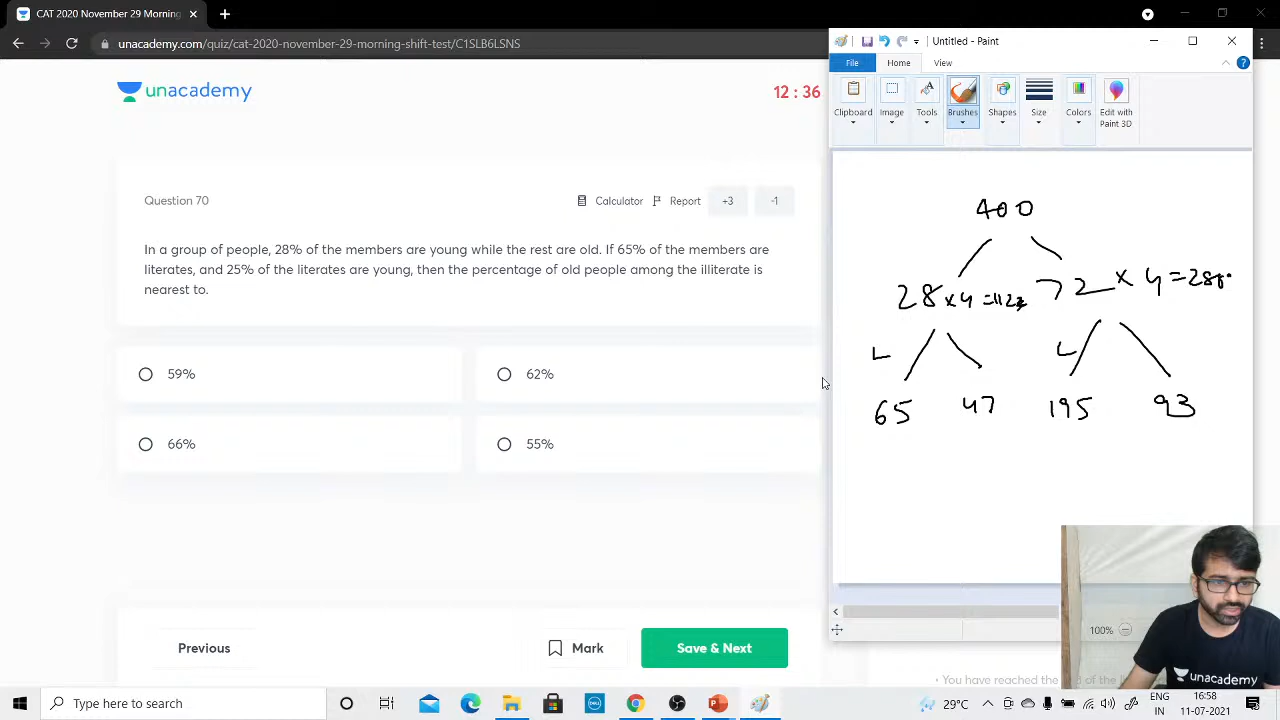 CAT 2020 November 29 Morning
unacademy.com/quiz/cat-2020-november-29-morning-shift-test/C1SLB6LSNS
unacademy
12 : 36
Question 70
Calculator
Report
+3
-1
In a group of people, 28% of the members are young while the rest are old. If 65% of the members are
literates, and 25% of the literates are young, then the percentage of old people among the illiterate is
nearest to.
59%
62%
66%
55%
Previous
Mark
Save & Next
Untitled - Paint
File
Home
View
Clipboard
Image
Tools
Brushes
Shapes
Size
Colors
Edit with
Paint 3D
400
28 x 4 = 112
72 x 4 = 288
L
L
65
47
195
93
100%
unacademy
• You have reached the
of the
Type here to search
29°C
ENG
IN
16:58
11-07-2021